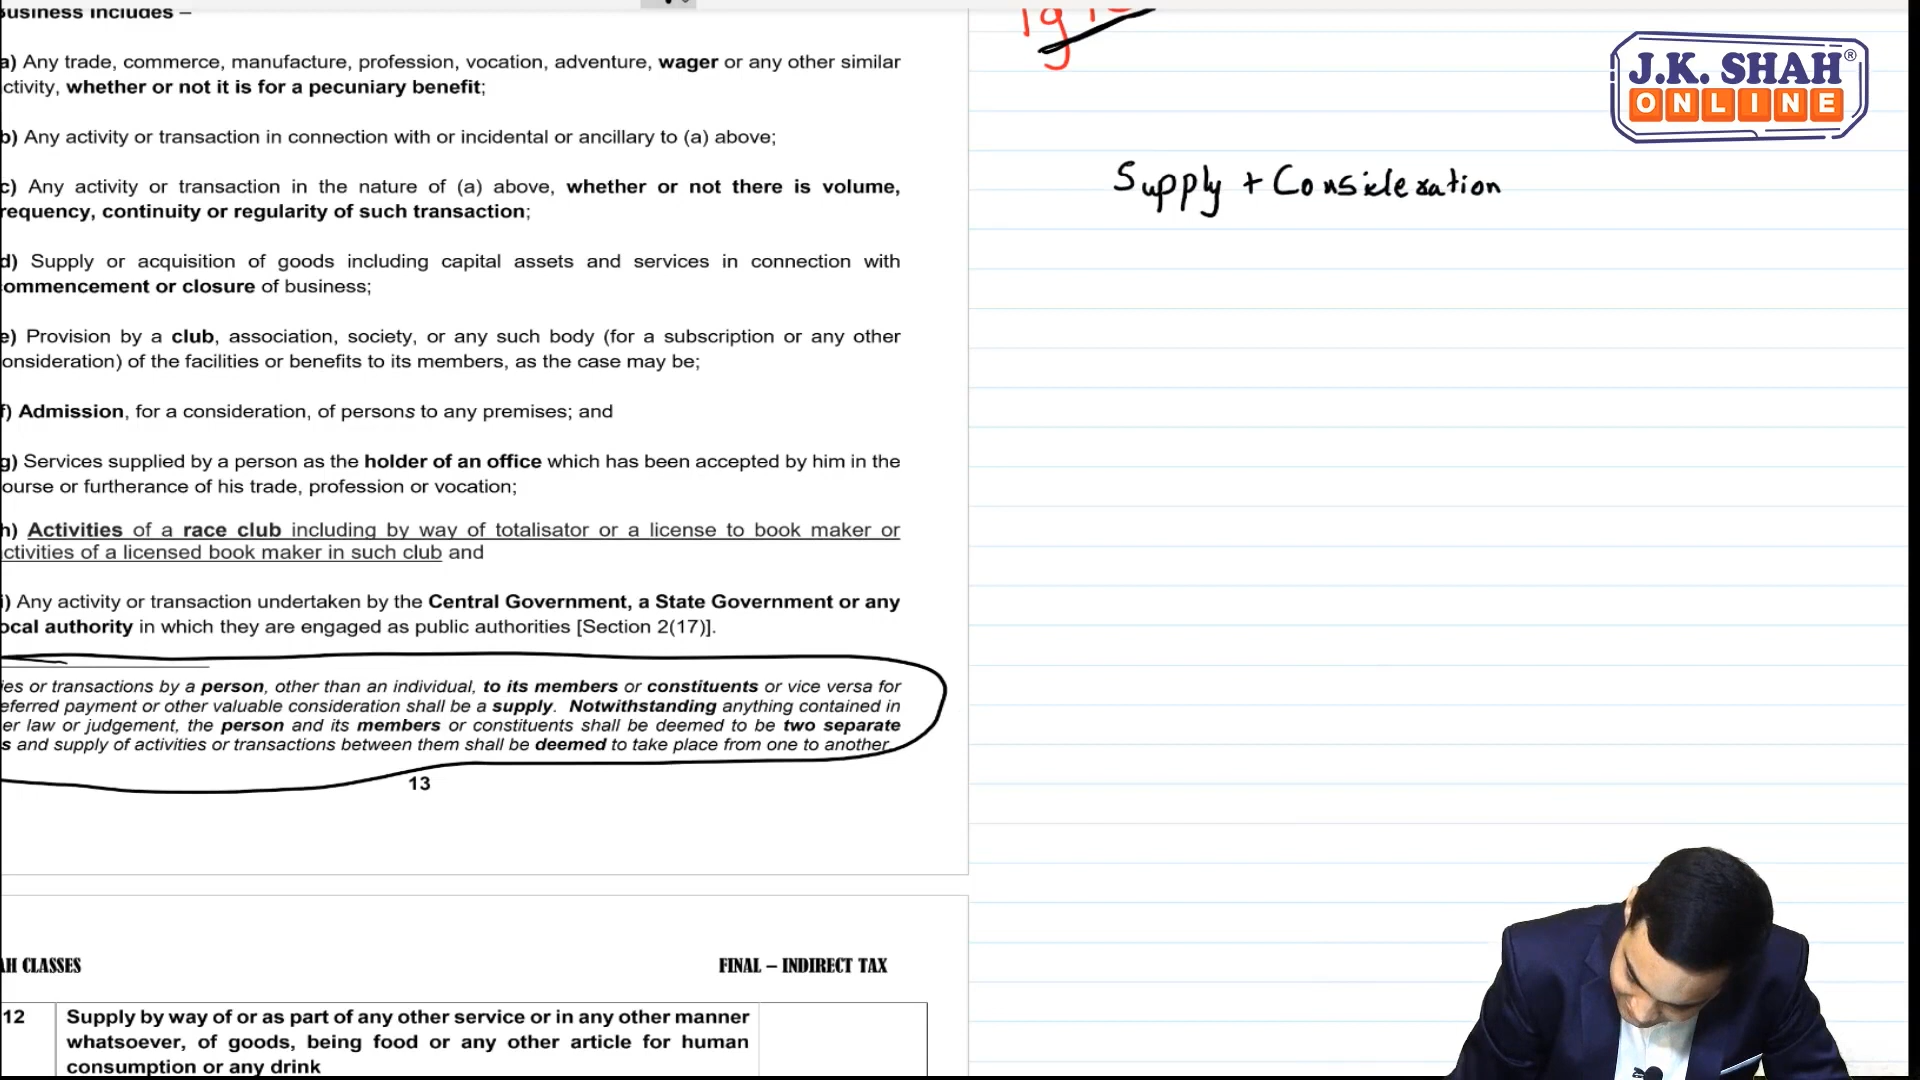 Business includes –
a) Any trade, commerce, manufacture, profession, vocation, adventure, wager or any other similar
ctivity, whether or not it is for a pecuniary benefit;
b) Any activity or transaction in connection with or incidental or ancillary to (a) above;
c) Any activity or transaction in the nature of (a) above, whether or not there is volume,
requency, continuity or regularity of such transaction;
d) Supply or acquisition of goods including capital assets and services in connection with
ommencement or closure of business;
e) Provision by a club, association, society, or any such body (for a subscription or any other
onsideration) of the facilities or benefits to its members, as the case may be;
f) Admission, for a consideration, of persons to any premises; and
g) Services supplied by a person as the holder of an office which has been accepted by him in the
ourse or furtherance of his trade, profession or vocation;
h) Activities of a race club including by way of totalisator or a license to book maker or
ctivities of a licensed book maker in such club and
i) Any activity or transaction undertaken by the Central Government, a State Government or any
ocal authority in which they are engaged as public authorities [Section 2(17)].
ies or transactions by a person, other than an individual, to its members or constituents or vice versa for
eferred payment or other valuable consideration shall be a supply. Notwithstanding anything contained in
er law or judgement, the person and its members or constituents shall be deemed to be two separate
s and supply of activities or transactions between them shall be deemed to take place from one to another
13
AH CLASSES
FINAL – INDIRECT TAX
12
Supply by way of or as part of any other service or in any other manner
whatsoever, of goods, being food or any other article for human
consumption or any drink
Supply + Consideration
J.K. SHAH®
ONLINE